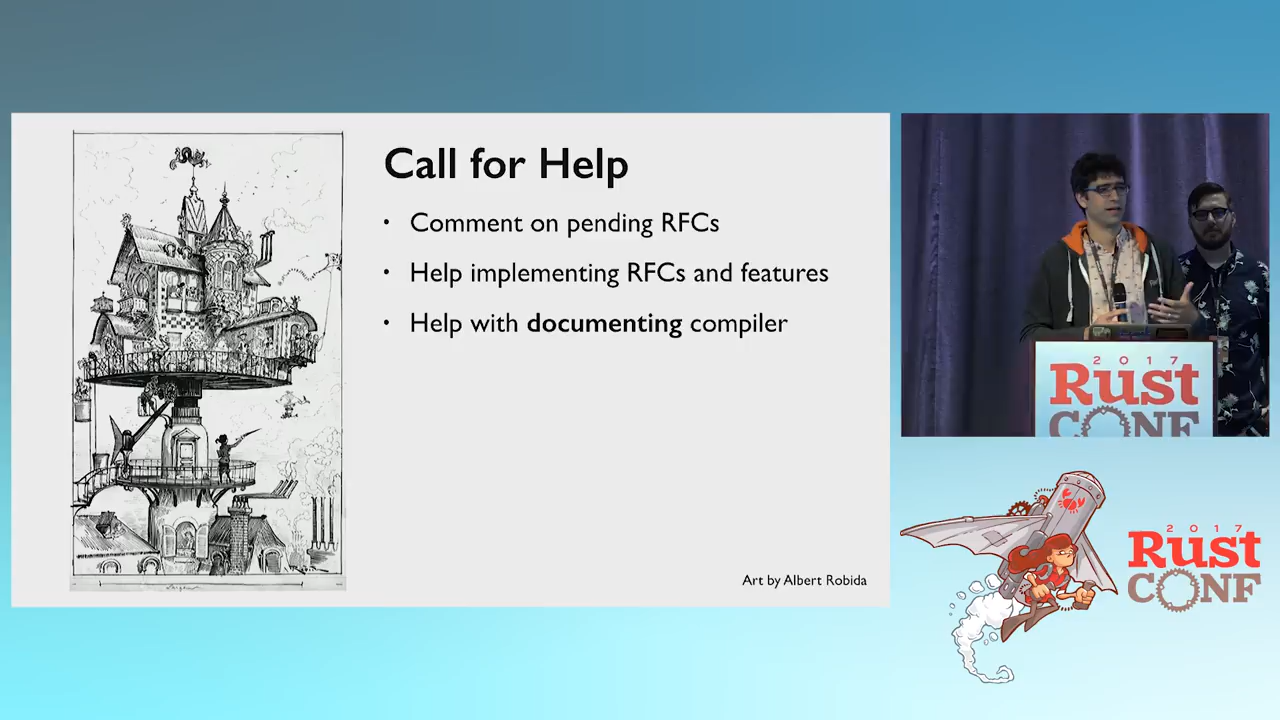 Call for Help
• Comment on pending RFCs
• Help implementing RFCs and features
• Help with documenting compiler
Art by Albert Robida
2017
Rust
CONF
2017
Rust
CONF